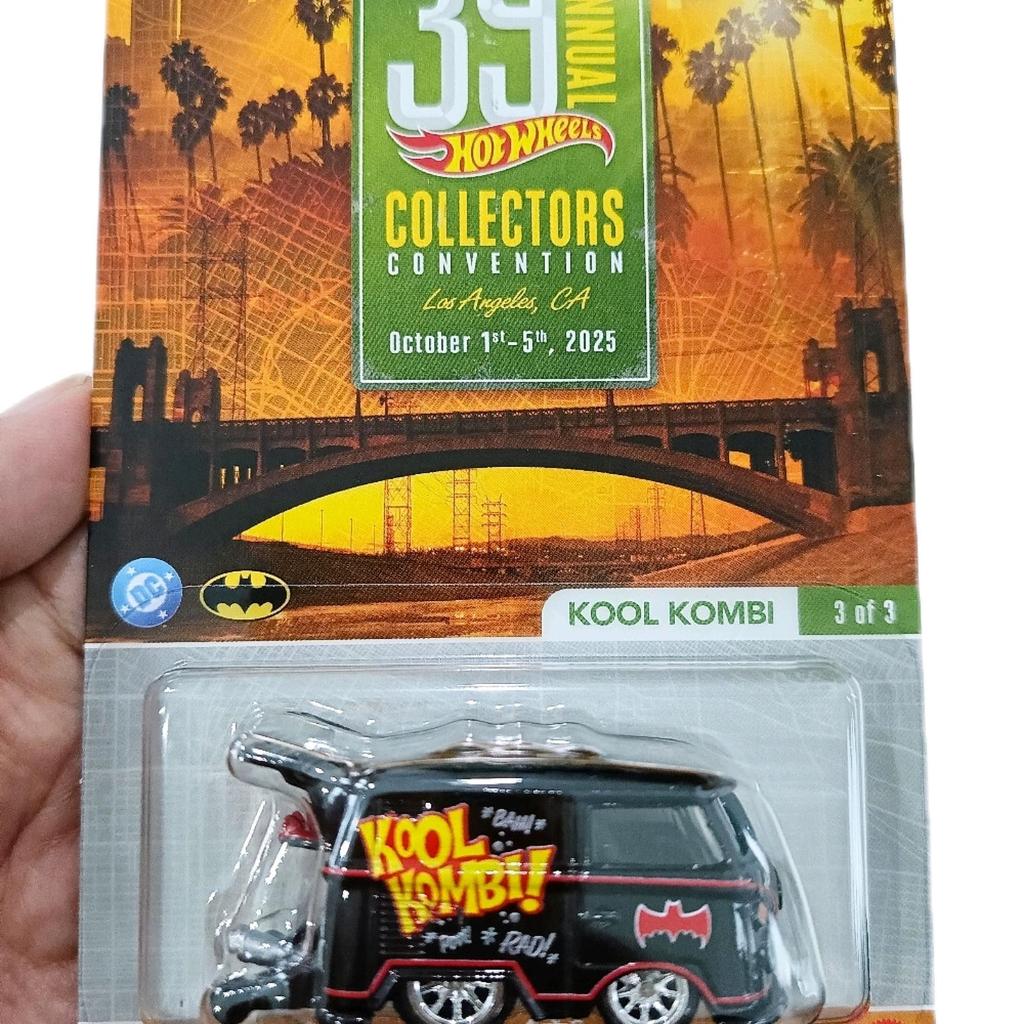 39
ANNUAL
Hot Wheels
COLLECTORS
CONVENTION
Los Angeles, CA
October 1st-5th, 2025
DC
KOOL KOMBI 3 of 3
*BAM!*
KOOL
KOMBI!
*POW! *RAD!*